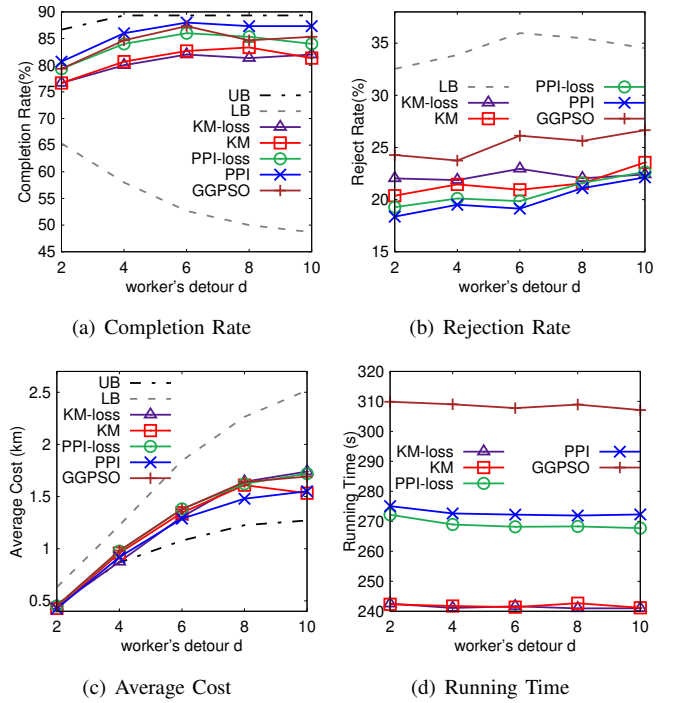 90
85
80
75
70
65
60
55
50
45
Completion Rate(%)
UB
LB
KM-loss
KM
PPI-loss
PPI
GGPSO
2 4 6 8 10
worker's detour d
(a) Completion Rate
35
30
25
20
15
Reject Rate(%)
LB
KM-loss
KM
PPI-loss
PPI
GGPSO
2 4 6 8 10
worker's detour d
(b) Rejection Rate
2.5
2
1.5
1
0.5
Average Cost (km)
UB
LB
KM-loss
KM
PPI-loss
PPI
GGPSO
2 4 6 8 10
worker's detour d
(c) Average Cost
320
310
300
290
280
270
260
250
240
Running Time (s)
KM-loss
KM
PPI-loss
PPI
GGPSO
2 4 6 8 10
worker's detour d
(d) Running Time